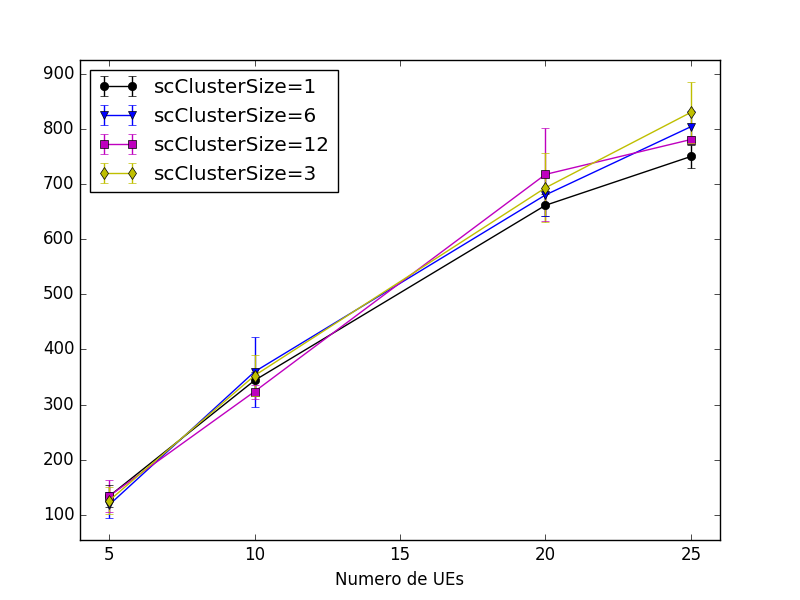 900
800
700
600
500
400
300
200
100
scClusterSize=1
scClusterSize=6
scClusterSize=12
scClusterSize=3
5 10 15 20 25
Numero de UEs